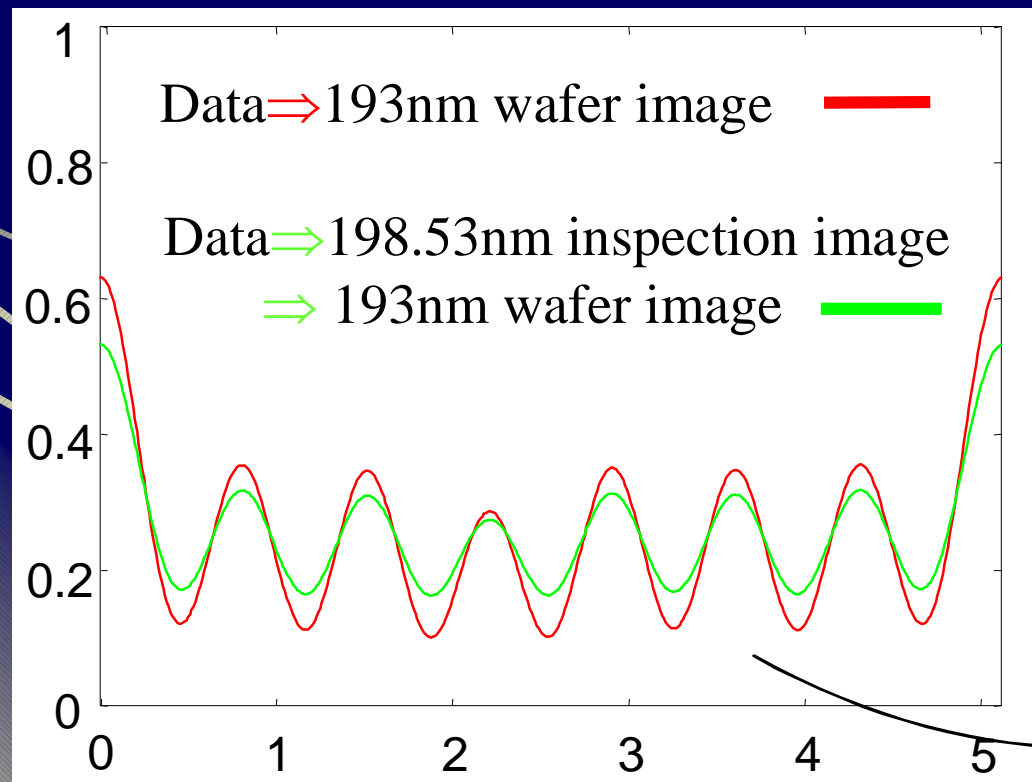 1
Data⇒193nm wafer image
0.8
Data⇒198.53nm inspection image
⇒ 193nm wafer image
0.6
0.4
0.2
0
0 1 2 3 4 5